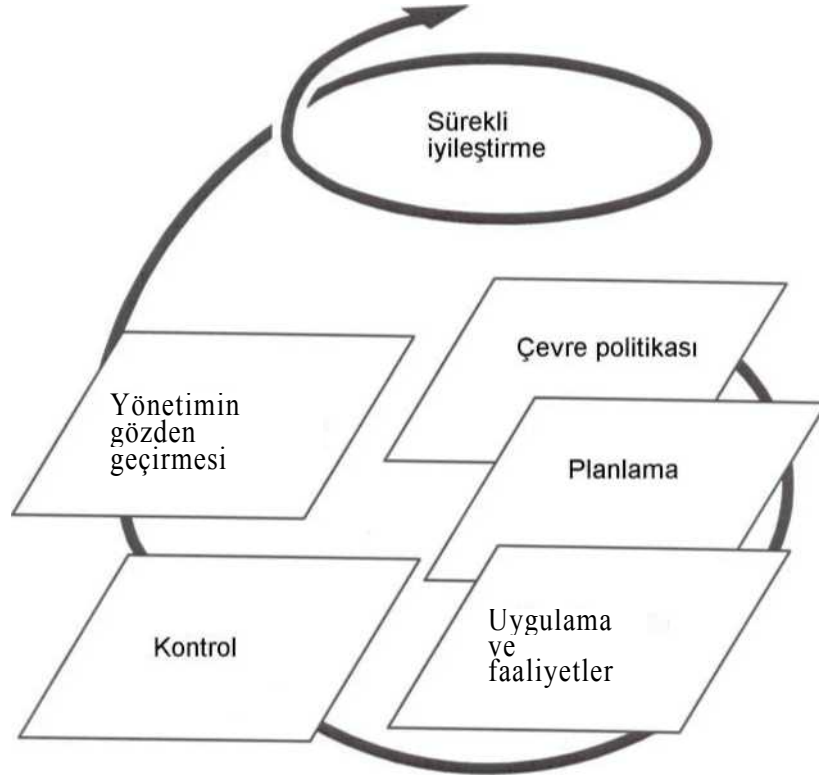 Sürekli
iyileştirme
Çevre politikası
Yönetimin
gözden
geçirmesi
Planlama
Uygulama
ve
faaliyetler
Kontrol